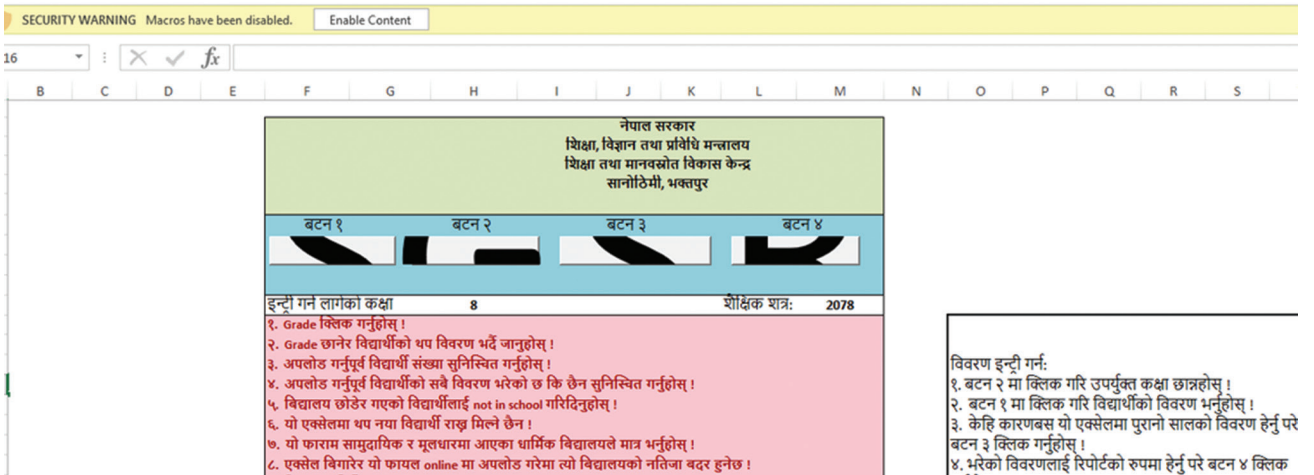 SECURITY WARNING Macros have been disabled. Enable Content
16 fx
B C D E F G H I J K L M N O P Q R S
नेपाल सरकार
शिक्षा, विज्ञान तथा प्रविधि मन्त्रालय
शिक्षा तथा मानवस्रोत विकास केन्द्र
सानोठिमी, भक्तपुर
बटन १ बटन २ बटन ३ बटन ४
इन्ट्री गर्न लागेको कक्षा 8 शैक्षिक शत्र: 2078
१. Grade क्लिक गर्नुहोस् !
२. Grade छानेर विद्यार्थीको थप विवरण भर्दै जानुहोस् !
३. अपलोड गर्नुपूर्व विद्यार्थी संख्या सुनिस्चित गर्नुहोस् !
४. अपलोड गर्नुपूर्व विद्यार्थीको सबै विवरण भरेको छ कि छैन सुनिस्चित गर्नुहोस् !
५. बिद्यालय छोडेर गएको विद्यार्थीलाई not in school गरिदिनुहोस् !
६. यो एक्सेलमा थप नया विद्यार्थी राख्न मिल्ने छैन !
७. यो फाराम सामुदायिक र मूलधारमा आएका धार्मिक बिद्यालयले मात्र भर्नुहोस् !
८. एक्सेल बिगारेर यो फायल online मा अपलोड गरेमा त्यो बिद्यालयको नतिजा बदर हुनेछ !
विवरण इन्ट्री गर्न:
१. बटन २ मा क्लिक गरि उपर्युक्त कक्षा छान्नहोस् !
२. बटन १ मा क्लिक गरि विद्यार्थीको विवरण भर्नुहोस् !
३. केहि कारणबस यो एक्सेलमा पुरानो सालको विवरण हेर्नु परे
बटन ३ क्लिक गर्नुहोस् !
४. भरेको विवरणलाई रिपोर्टको रुपमा हेर्नु परे बटन ४ क्लिक